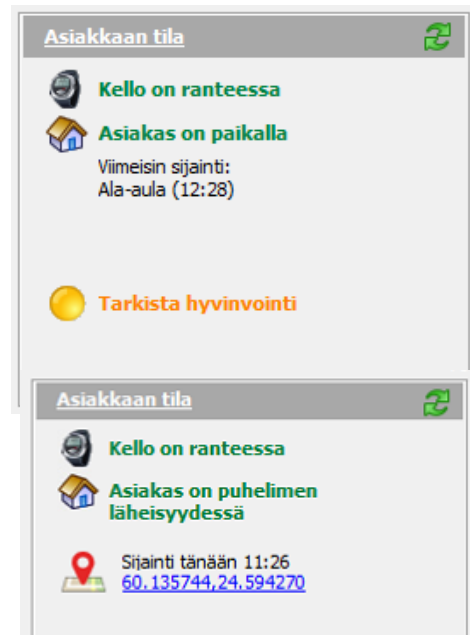 Asiakkaan tila
Kello on ranteessa
Asiakas on paikalla
Viimeisin sijainti:
Ala-aula (12:28)
Tarkista hyvinvointi
Asiakkaan tila
Kello on ranteessa
Asiakas on puhelimen
läheisyydessä
Sijainti tänään 11:26
60.135744,24.594270